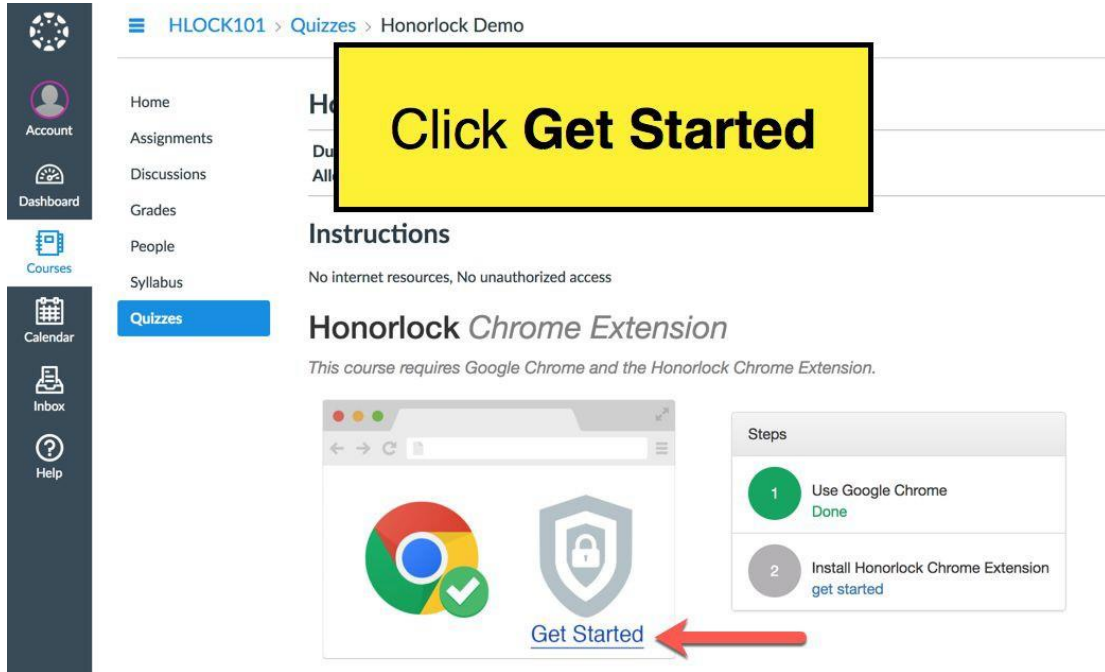 HLOCK101 > Quizzes > Honorlock Demo
Account
Dashboard
Courses
Calendar
Inbox
Help
Home
Assignments
Discussions
Grades
People
Syllabus
Quizzes
Click Get Started
Instructions
No internet resources, No unauthorized access
Honorlock Chrome Extension
This course requires Google Chrome and the Honorlock Chrome Extension.
Get Started
Steps
1 Use Google Chrome
Done
2 Install Honorlock Chrome Extension
get started